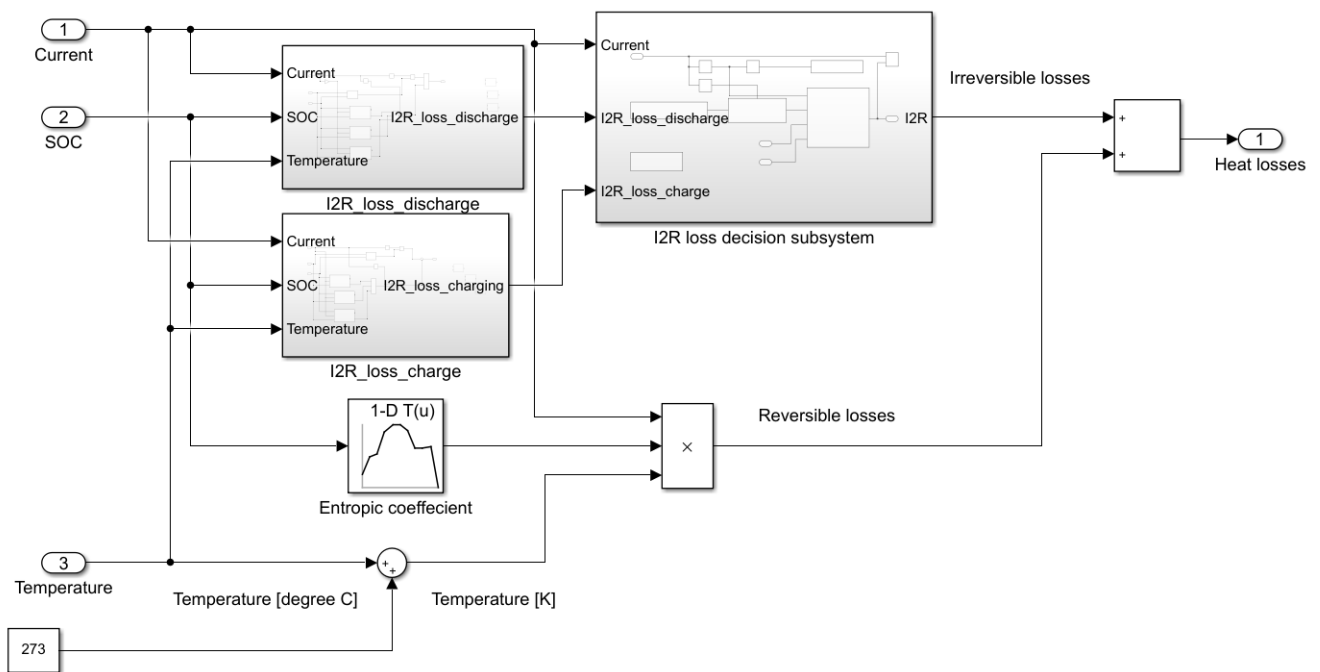 1
Current
2
SOC
Current
SOC
Temperature
I2R_loss_discharge
I2R_loss_discharge
Current
SOC
Temperature
I2R_loss_charging
I2R_loss_charge
Current
I2R_loss_discharge
I2R_loss_charge
I2R
I2R loss decision subsystem
Irreversible losses
+
+
1
Heat losses
1-D T(u)
Entropic coeffecient
×
Reversible losses
3
Temperature
+
+
Temperature [degree C]
Temperature [K]
273